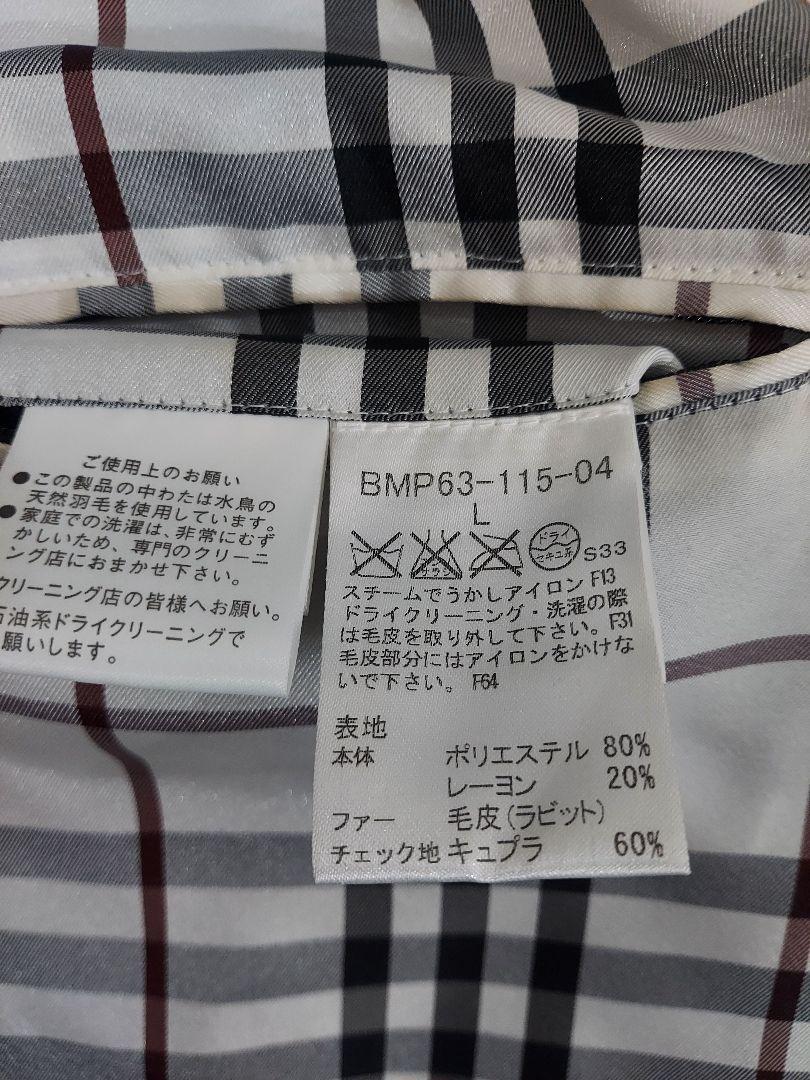 ご使用上のお願い
●この製品の中わたは水鳥の
天然羽毛を使用しています。
●家庭での洗濯は、非常にむず
かしいため、専門のクリーニ
ング店におまかせ下さい。
クリーニング店の皆様へお願い。
石油系ドライクリーニングで
願いします。
BMP63-115-04
L
サラシ
ドライ
セキユ系
S33
スチームでうかしアイロン F13
ドライクリーニング・洗濯の際
は毛皮を取り外して下さい。F31
毛皮部分にはアイロンをかけな
いで下さい。 F64
表地
本体 ポリエステル 80%
レーヨン 20%
ファー 毛皮(ラビット)
チェック地 キュプラ 60%